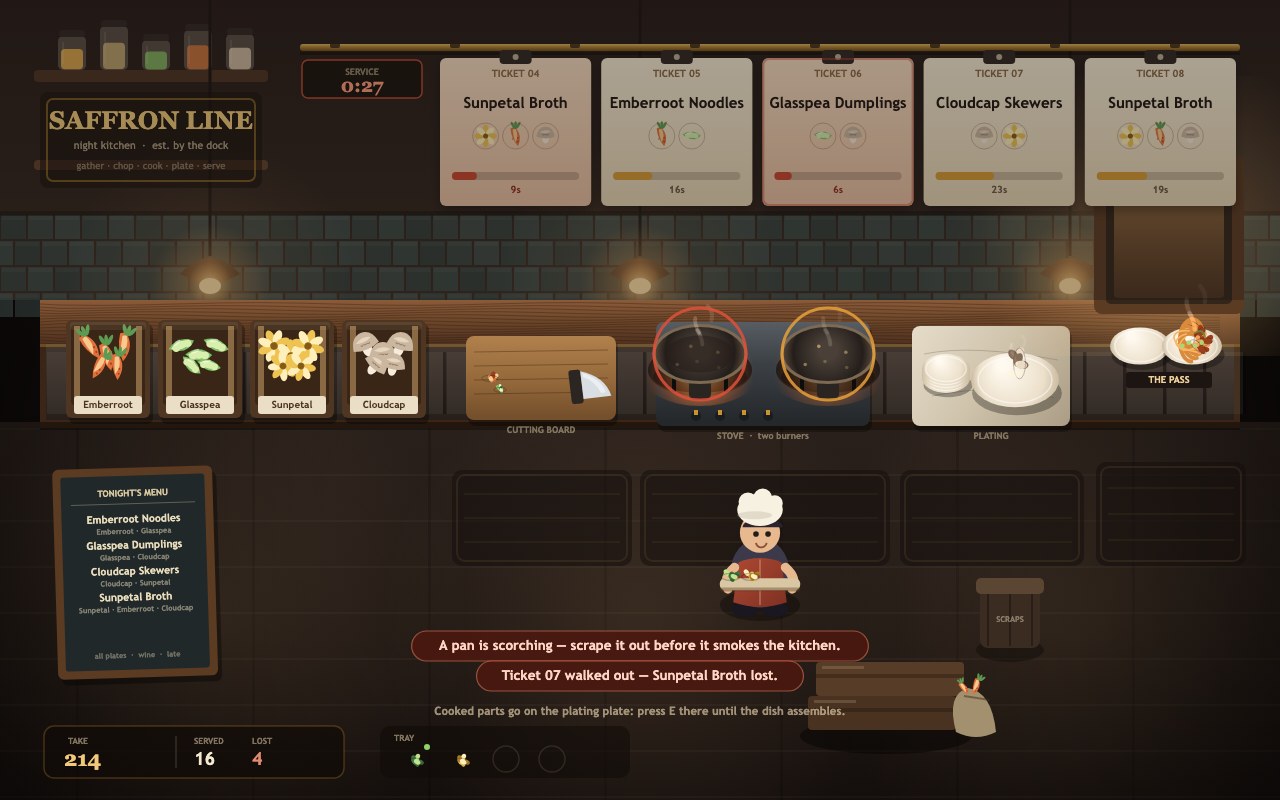 SAFFRON LINE
night kitchen · est. by the dock
gather · chop · cook · plate · serve
SERVICE
0:27
TICKET 04
Sunpetal Broth
9s
TICKET 05
Emberroot Noodles
16s
TICKET 06
Glasspea Dumplings
6s
TICKET 07
Cloudcap Skewers
23s
TICKET 08
Sunpetal Broth
19s
Emberroot
Glasspea
Sunpetal
Cloudcap
CUTTING BOARD
STOVE · two burners
PLATING
THE PASS
TONIGHT'S MENU
Emberroot Noodles
Emberroot · Glasspea
Glasspea Dumplings
Glasspea · Cloudcap
Cloudcap Skewers
Cloudcap · Sunpetal
Sunpetal Broth
Sunpetal · Emberroot · Cloudcap
all plates · wine · late
SCRAPS
A pan is scorching — scrape it out before it smokes the kitchen.
Ticket 07 walked out — Sunpetal Broth lost.
Cooked parts go on the plating plate: press E there until the dish assembles.
TAKE
214
SERVED
16
LOST
4
TRAY